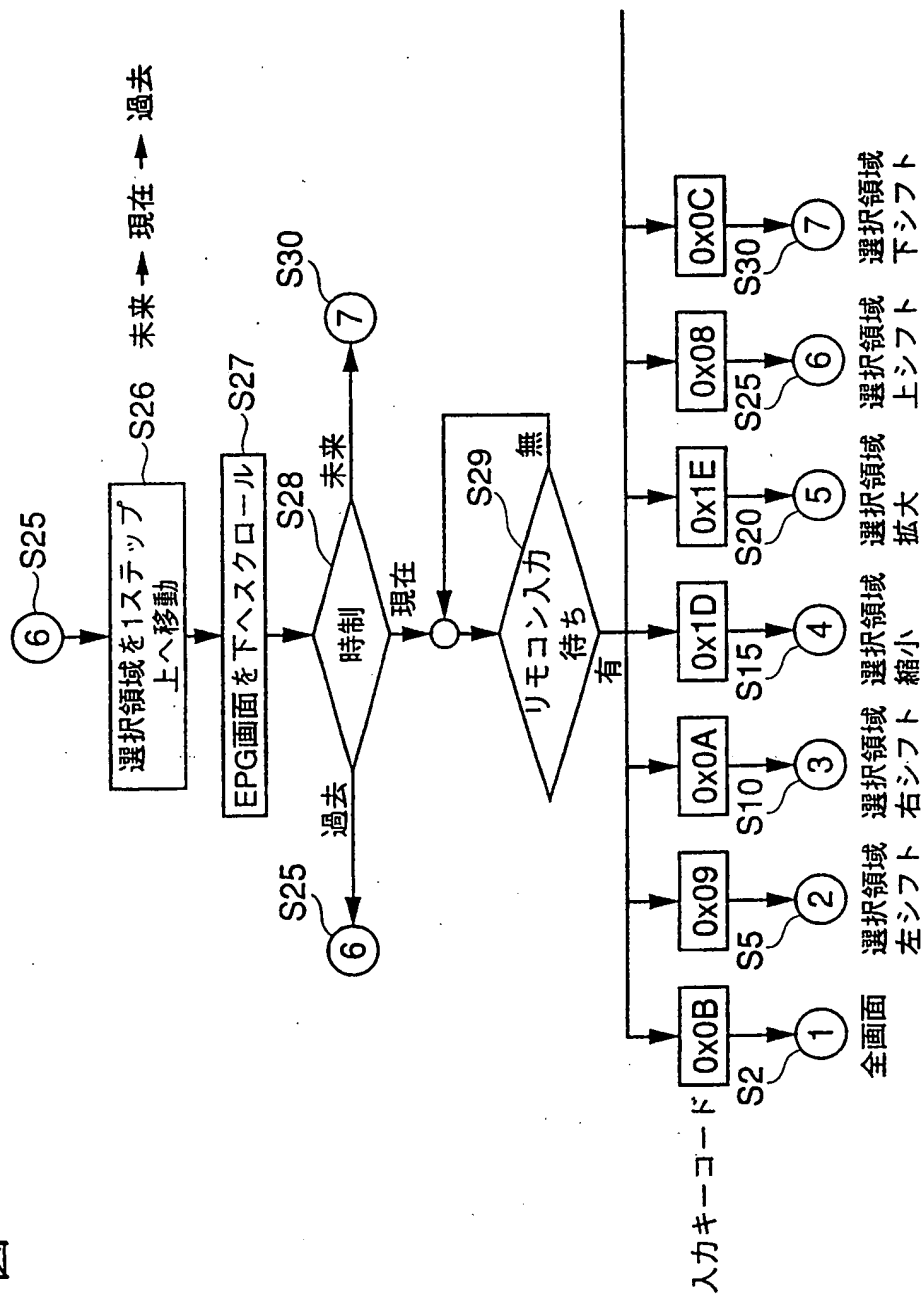 図
6 S25
選択領域を1ステップ
上へ移動
S26 未来→現在→過去
EPG画面を下へスクロール
S27
時制
S28
過去
現在
未来
6 S25
7 S30
リモコン入力
待ち
S29
無
有
入力キーコード
0x0B 0x09 0x0A 0x1D 0x1E 0x08 0x0C
S2 S5 S10 S15 S20 S25 S30
1 2 3 4 5 6 7
全画面
選択領域
左シフト
選択領域
右シフト
選択領域
縮小
選択領域
拡大
選択領域
上シフト
選択領域
下シフト